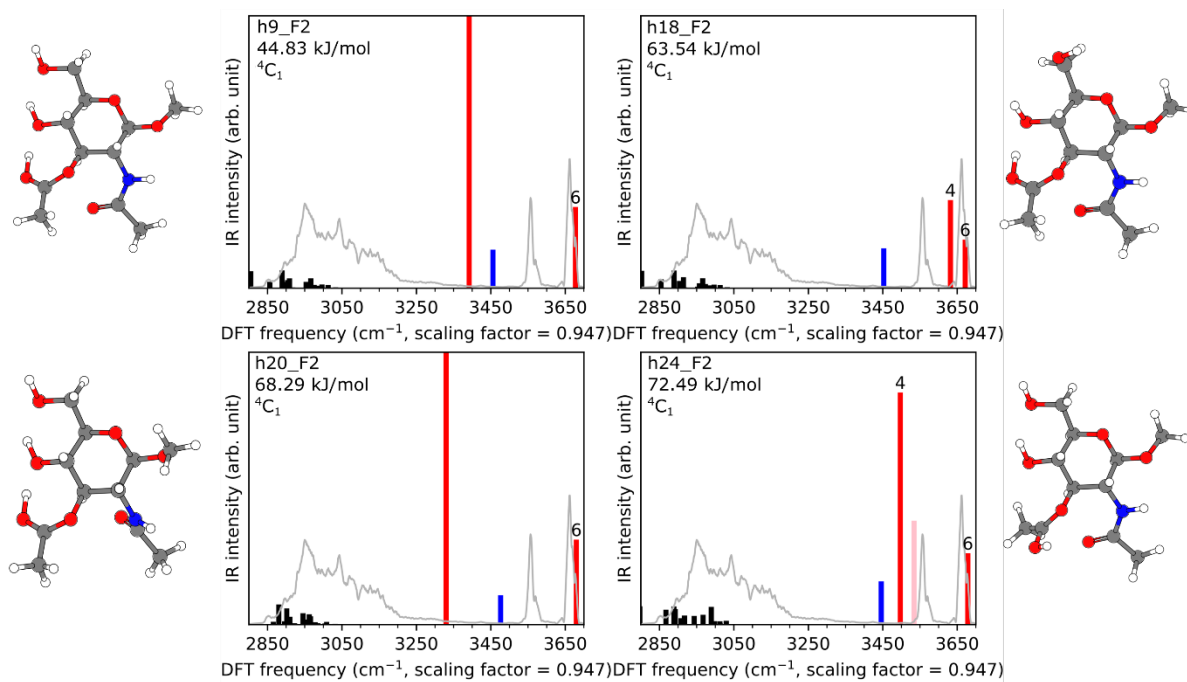 h9_F2
44.83 kJ/mol
⁴C₁
6
IR intensity (arb. unit)
2850 3050 3250 3450 3650
DFT frequency (cm⁻¹, scaling factor = 0.947)
h18_F2
63.54 kJ/mol
⁴C₁
4
6
IR intensity (arb. unit)
2850 3050 3250 3450 3650
DFT frequency (cm⁻¹, scaling factor = 0.947)
h20_F2
68.29 kJ/mol
⁴C₁
6
IR intensity (arb. unit)
2850 3050 3250 3450 3650
DFT frequency (cm⁻¹, scaling factor = 0.947)
h24_F2
72.49 kJ/mol
⁴C₁
4
6
IR intensity (arb. unit)
2850 3050 3250 3450 3650
DFT frequency (cm⁻¹, scaling factor = 0.947)